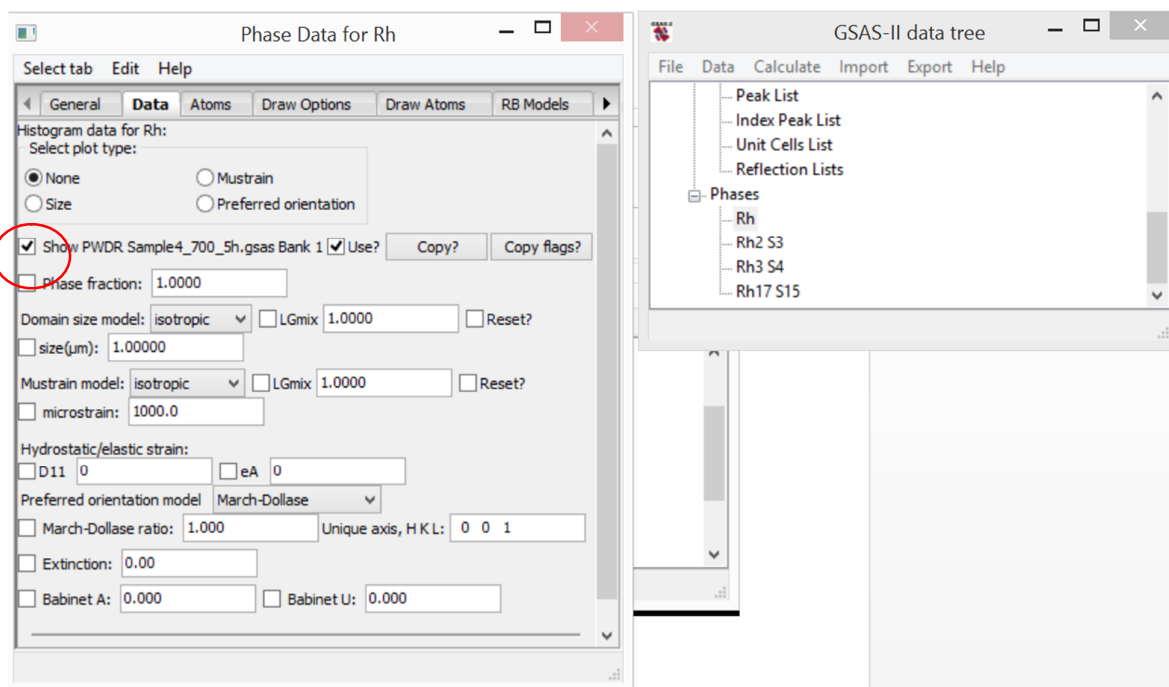 Phase Data for Rh
Select tab Edit Help
General Data Atoms Draw Options Draw Atoms RB Models
Histogram data for Rh:
Select plot type:
None Mustrain
Size Preferred orientation
Show PWDR Sample4_700_5h.gsas Bank 1 Use? Copy? Copy flags?
Phase fraction: 1.0000
Domain size model: isotropic LGmix 1.0000 Reset?
size(μm): 1.00000
Mustrain model: isotropic LGmix 1.0000 Reset?
microstrain: 1000.0
Hydrostatic/elastic strain:
D11 0 eA 0
Preferred orientation model March-Dollase
March-Dollase ratio: 1.000 Unique axis, H K L: 0 0 1
Extinction: 0.00
Babinet A: 0.000 Babinet U: 0.000
GSAS-II data tree
File Data Calculate Import Export Help
Peak List
Index Peak List
Unit Cells List
Reflection Lists
Phases
Rh
Rh2 S3
Rh3 S4
Rh17 S15